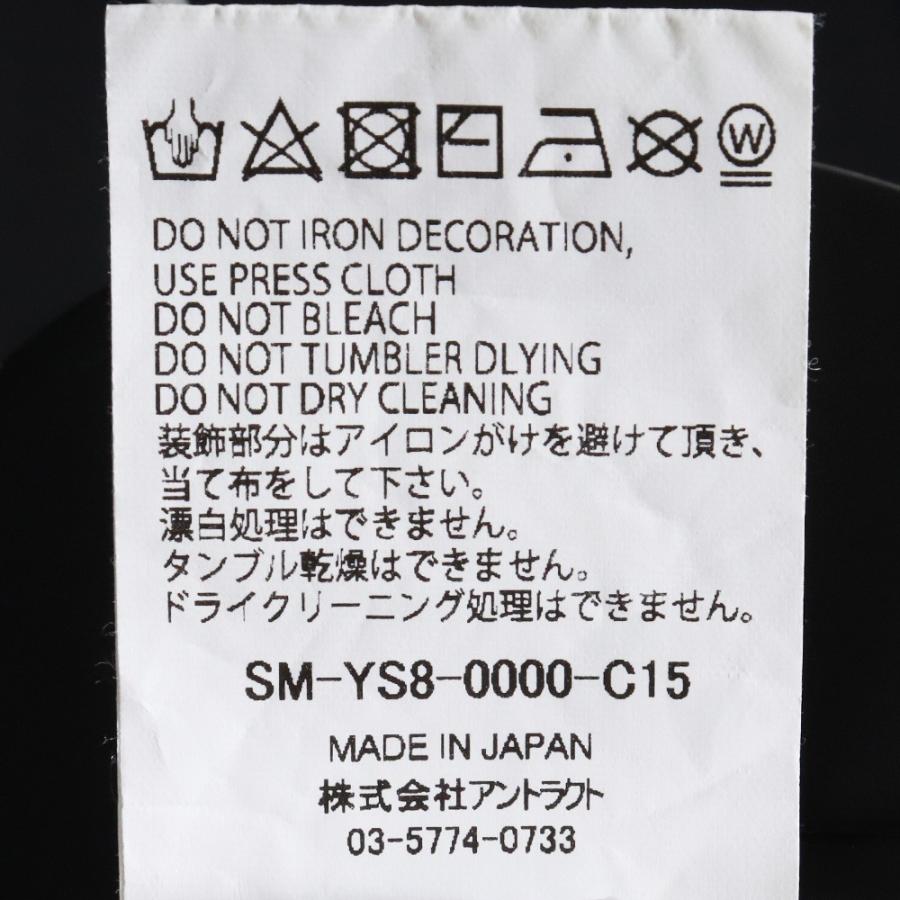 W
DO NOT IRON DECORATION,
USE PRESS CLOTH
DO NOT BLEACH
DO NOT TUMBLER DLYING
DO NOT DRY CLEANING
装飾部分はアイロンがけを避けて頂き、
当て布をして下さい。
漂白処理はできません。
タンブル乾燥はできません。
ドライクリーニング処理はできません。
SM-YS8-0000-C15
MADE IN JAPAN
株式会社アントラクト
03-5774-0733